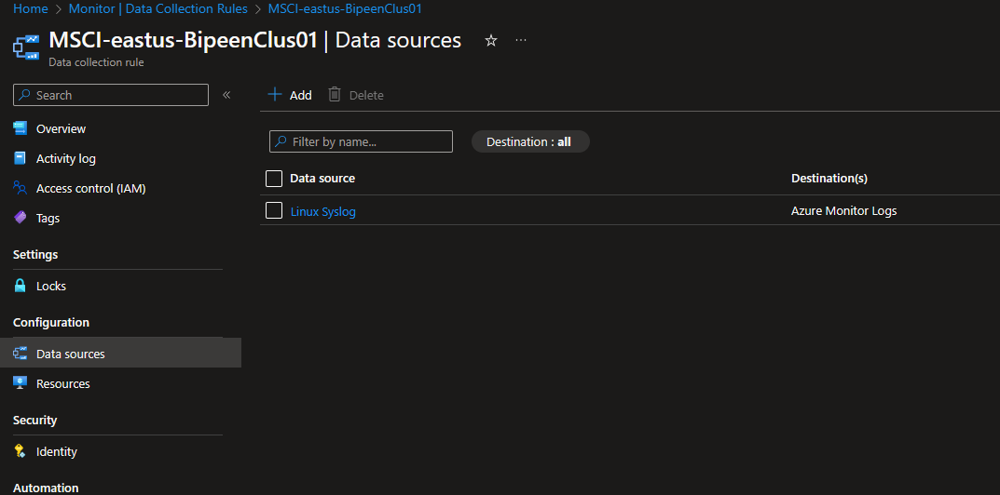 Home > Monitor | Data Collection Rules > MSCI-eastus-BipeenClus01
MSCI-eastus-BipeenClus01 | Data sources
Data collection rule
Search
Overview
Activity log
Access control (IAM)
Tags
Settings
Locks
Configuration
Data sources
Resources
Security
Identity
Automation
Add Delete
Filter by name... Destination : all
Data source Destination(s)
Linux Syslog Azure Monitor Logs